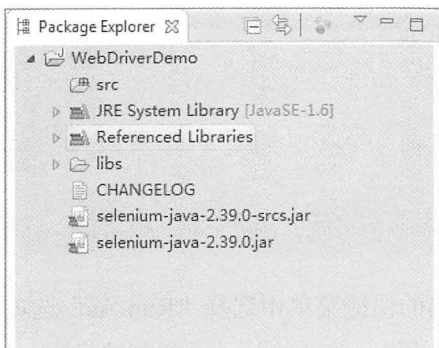 Package Explorer
WebDriverDemo
src
JRE System Library [JavaSE-1.6]
Referenced Libraries
libs
CHANGELOG
selenium-java-2.39.0-srcs.jar
selenium-java-2.39.0.jar